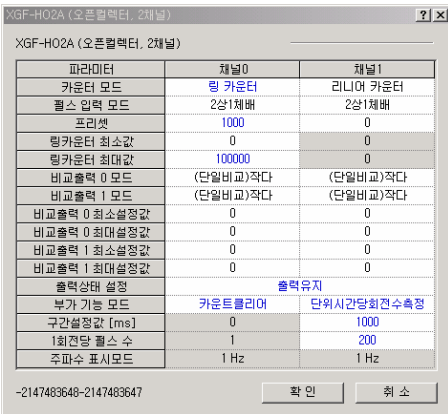 XGF-HO2A (오픈컬렉터, 2채널)
XGF-HO2A (오픈컬렉터, 2채널)
파라미터 채널0 채널1
카운터 모드 링 카운터 리니어 카운터
펄스 입력 모드 2상1체배 2상1체배
프리셋 1000 0
링카운터 최소값 0 0
링카운터 최대값 100000 0
비교출력 0 모드 (단일비교)작다 (단일비교)작다
비교출력 1 모드 (단일비교)작다 (단일비교)작다
비교출력 0 최소설정값 0 0
비교출력 0 최대설정값 0 0
비교출력 1 최소설정값 0 0
비교출력 1 최대설정값 0 0
출력상태 설정 출력유지
부가 기능 모드 카운트클리어 단위시간당회전수측정
구간설정값 [ms] 0 1000
1회전당 펄스 수 1 200
주파수 표시모드 1 Hz 1 Hz
-2147483648-2147483647 확 인 취 소